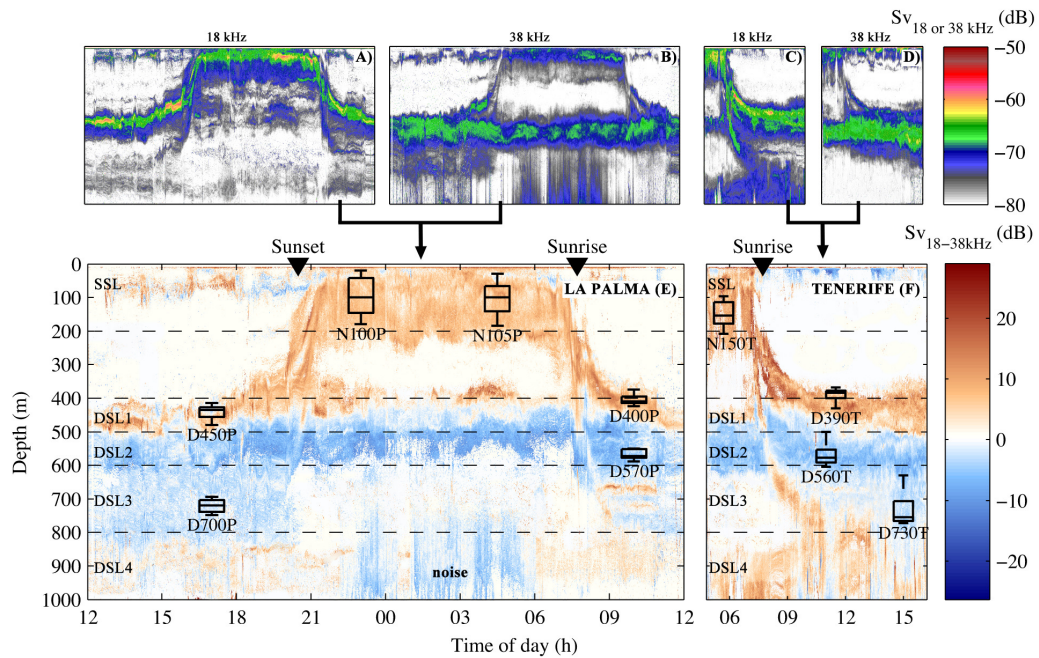 Sv 18 or 38 kHz (dB)
18 kHz
38 kHz
18 kHz
38 kHz
A)
B)
C)
D)
-50
-60
-70
-80
Sv 18-38kHz (dB)
Sunset
Sunrise
Sunrise
0
100
200
300
400
500
600
700
800
900
1000
Depth (m)
SSL
DSL1
DSL2
DSL3
DSL4
LA PALMA (E)
N100P
N105P
D450P
D400P
D570P
D700P
noise
12
15
18
21
00
03
06
09
12
SSL
TENERIFE (F)
N150T
D390T
DSL1
DSL2
D560T
DSL3
D730T
DSL4
06
09
12
15
20
10
0
-10
-20
Time of day (h)